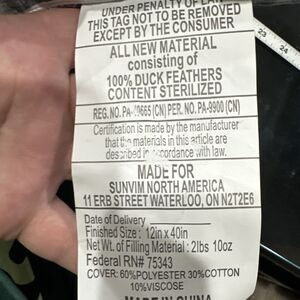 UNDER PENALTY OF LAW
THIS TAG NOT TO BE REMOVED
EXCEPT BY THE CONSUMER
ALL NEW MATERIAL
consisting of
100% DUCK FEATHERS
CONTENT STERILIZED
REG. NO. PA-  (CN) PER. NO. PA-9900 (CN)
Certification is made by the manufacturer
that the materials in this article are
described in accordance with law.
MADE FOR
SUNVIM NORTH AMERICA
11 ERB STREET WATERLOO, ON N2T2E6
Date of Delivery
Finished Size : 12in x 40in
Net Wt. of Filling Material : 2lbs 10oz
Federal RN# 75343
COVER: 60%POLYESTER 30%COTTON
10%VISCOSE
MADE IN CHINA
23
24